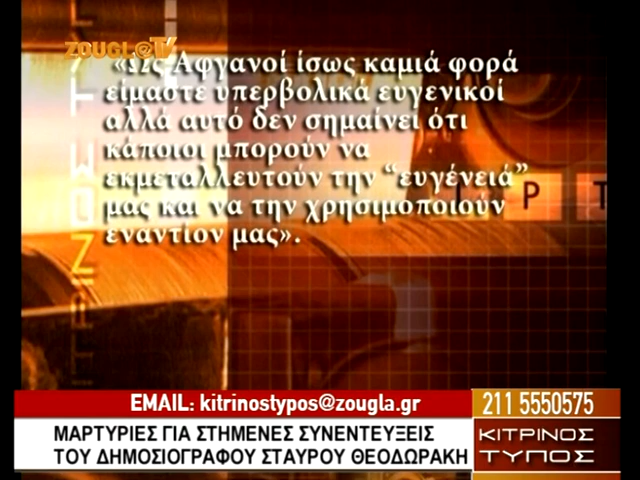 ZOUGL@TV
«Ως Αφγανοί ίσως καμιά φορά
είμαστε υπερβολικά ευγενικοί
αλλά αυτό δεν σημαίνει ότι
κάποιοι μπορούν να
εκμεταλλευτούν την “ευγένειά”
μας και να την χρησιμοποιούν
εναντίον μας».
EMAIL: kitrinostypos@zougla.gr
211 5550575
ΜΑΡΤΥΡΙΕΣ ΓΙΑ ΣΤΗΜΕΝΕΣ ΣΥΝΕΝΤΕΥΞΕΙΣ
ΤΟΥ ΔΗΜΟΣΙΟΓΡΑΦΟΥ ΣΤΑΥΡΟΥ ΘΕΟΔΩΡΑΚΗ
ΚΙΤΡΙΝΟΣ
ΤΥΠΟΣ